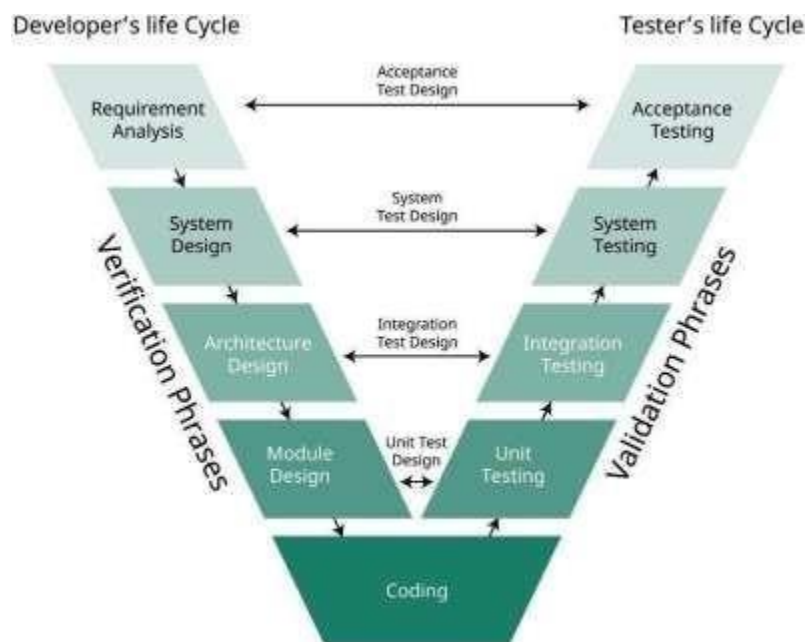 Developer's life Cycle
Tester's life Cycle
Requirement
Analysis
Acceptance
Test Design
Acceptance
Testing
System
Design
System
Test Design
System
Testing
Verification Phrases
Validation Phrases
Architecture
Design
Integration
Test Design
Integration
Testing
Module
Design
Unit Test
Design
Unit
Testing
Coding